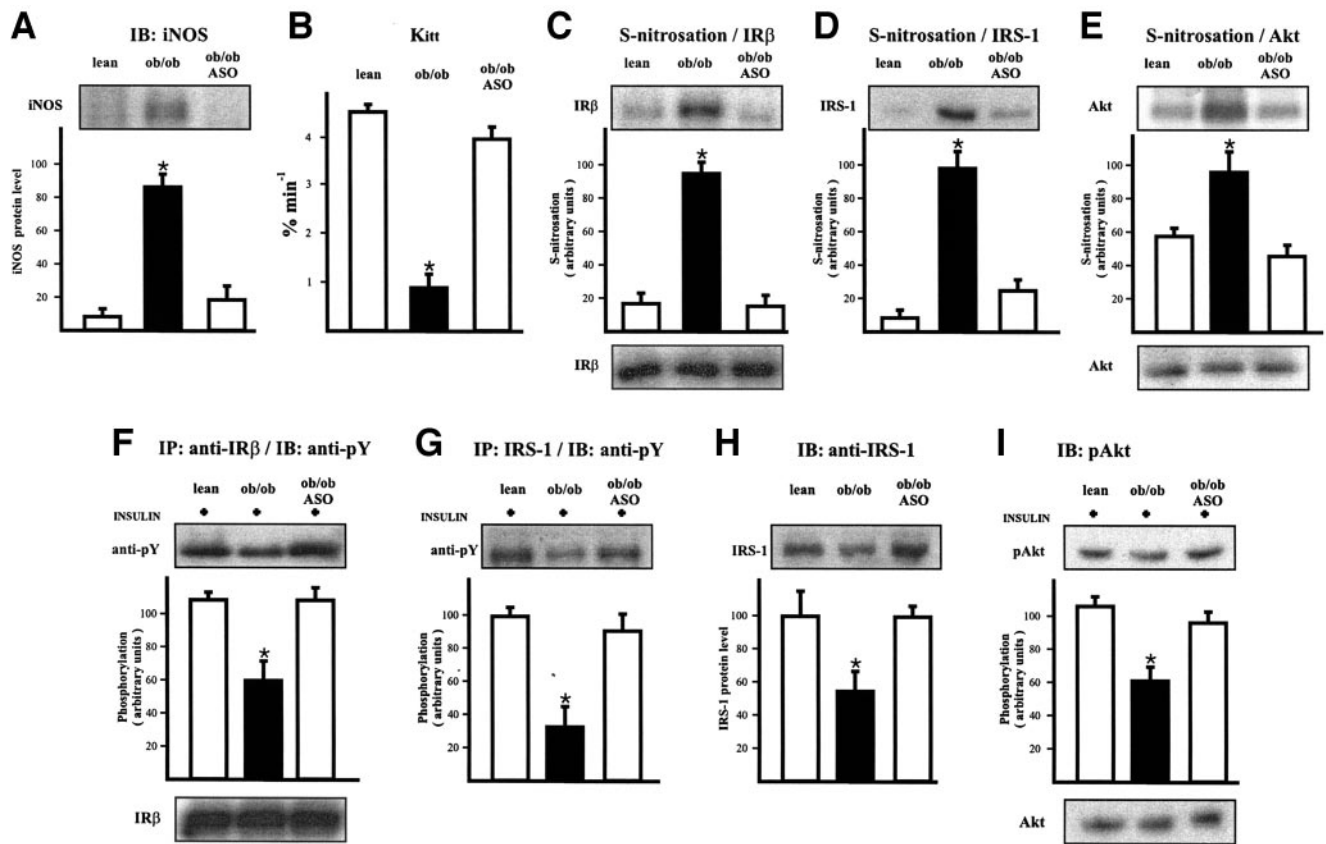 A
IB: iNOS
lean ob/ob ob/ob ASO
iNOS
iNOS protein level
100
80
60
40
20
*
B
Kitt
lean ob/ob ob/ob ASO
% min⁻¹
4
3
2
1
*
C
S-nitrosation / IRβ
lean ob/ob ob/ob ASO
IRβ
S-nitrosation
( arbitrary units )
100
80
60
40
20
*
IRβ
D
S-nitrosation / IRS-1
lean ob/ob ob/ob ASO
IRS-1
S-nitrosation
( arbitrary units )
100
80
60
40
20
*
E
S-nitrosation / Akt
lean ob/ob ob/ob ASO
Akt
S-nitrosation
( arbitrary units )
100
80
60
40
20
*
Akt
F
IP: anti-IRβ / IB: anti-pY
lean ob/ob ob/ob ASO
INSULIN + + +
anti-pY
Phosphorylation
( arbitrary units )
100
80
60
40
20
*
IRβ
G
IP: IRS-1 / IB: anti-pY
lean ob/ob ob/ob ASO
INSULIN + + +
anti-pY
Phosphorylation
( arbitrary units )
100
80
60
40
20
*
H
IB: anti-IRS-1
lean ob/ob ob/ob ASO
IRS-1
IRS-1 protein level
100
80
60
40
20
*
I
IB: pAkt
lean ob/ob ob/ob ASO
INSULIN + + +
pAkt
Phosphorylation
( arbitrary units )
100
80
60
40
20
*
Akt